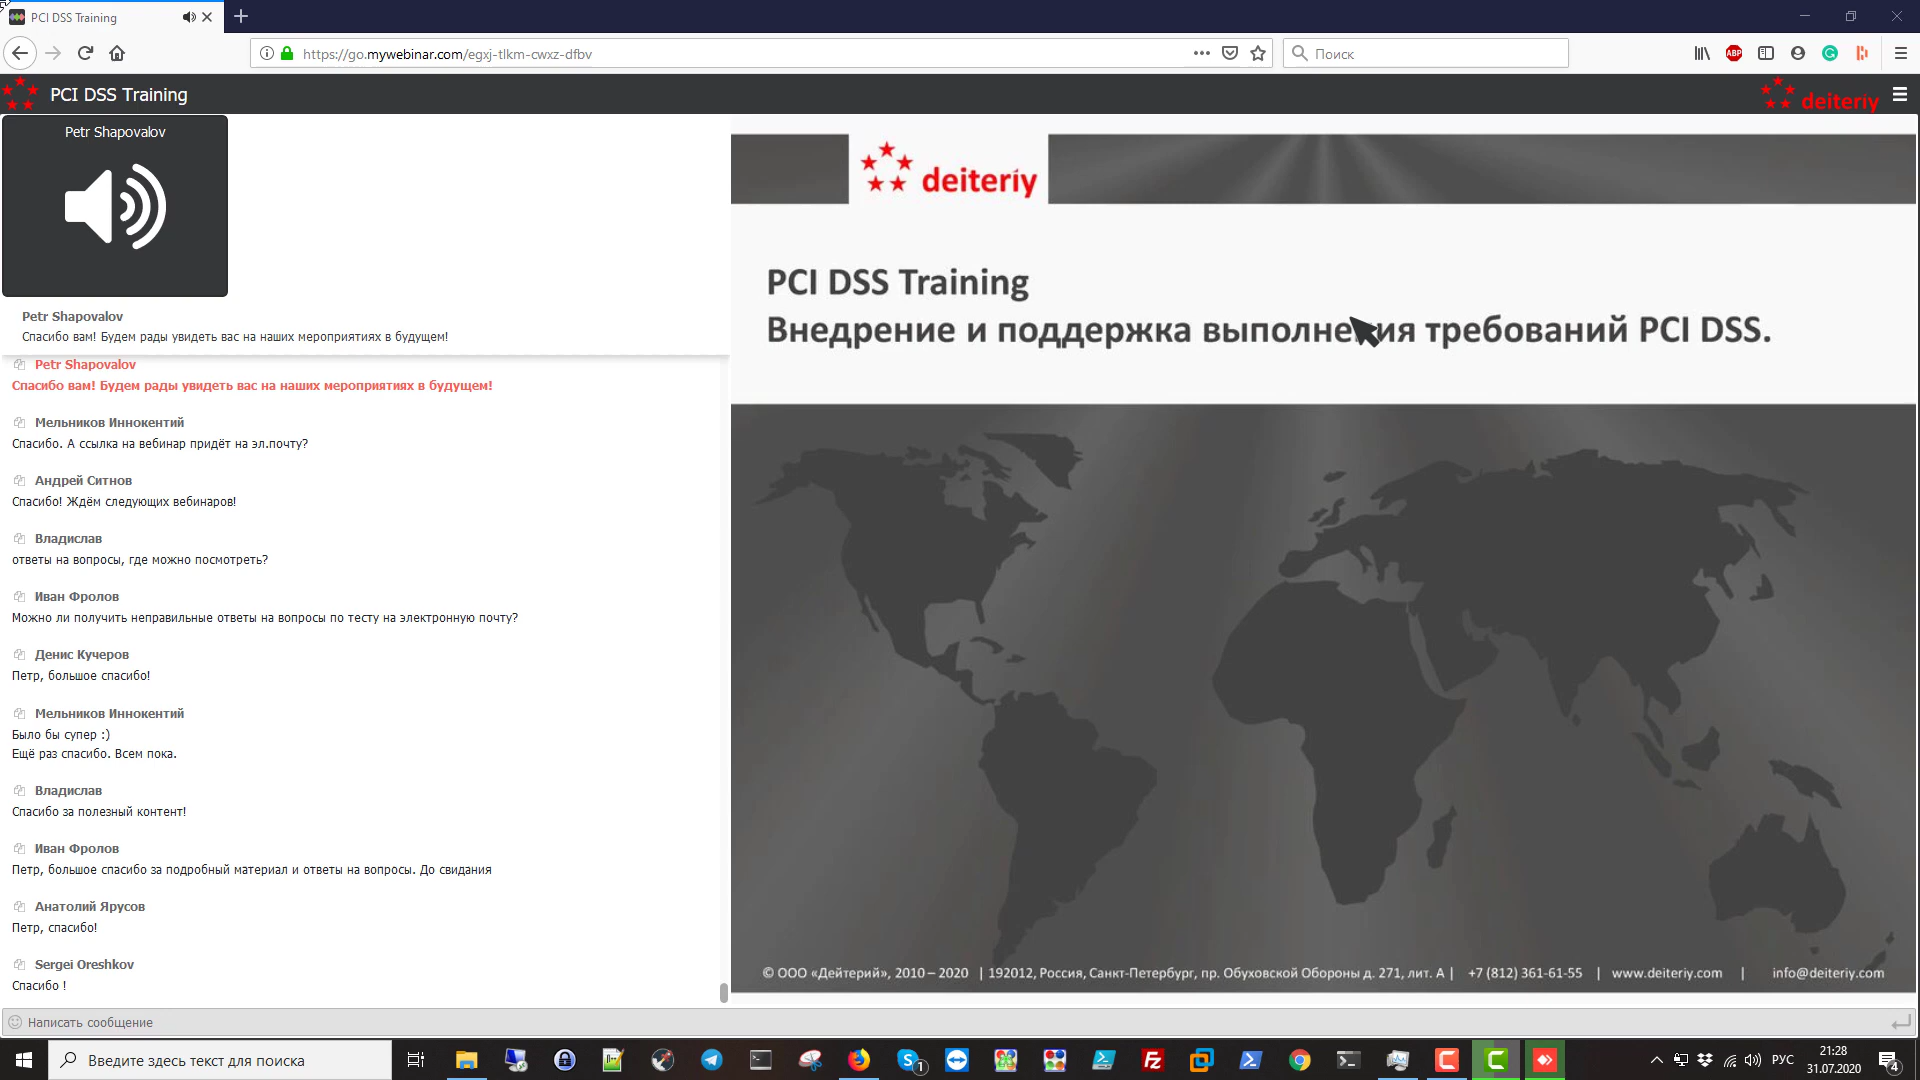 PCI DSS Training
https://go.mywebinar.com/egxj-tlkm-cwxz-dfbv
Поиск
ABP
PCI DSS Training
deiteriy
Petr Shapovalov
Petr Shapovalov
Спасибо вам! Будем рады увидеть вас на наших мероприятиях в будущем!
Petr Shapovalov
Спасибо вам! Будем рады увидеть вас на наших мероприятиях в будущем!
Мельников Иннокентий
Спасибо. А ссылка на вебинар придёт на эл.почту?
Андрей Ситнов
Спасибо! Ждём следующих вебинаров!
Владислав
ответы на вопросы, где можно посмотреть?
Иван Фролов
Можно ли получить неправильные ответы на вопросы по тесту на электронную почту?
Денис Кучеров
Петр, большое спасибо!
Мельников Иннокентий
Было бы супер :)
Ещё раз спасибо. Всем пока.
Владислав
Спасибо за полезный контент!
Иван Фролов
Петр, большое спасибо за подробный материал и ответы на вопросы. До свидания
Анатолий Ярусов
Петр, спасибо!
Sergei Oreshkov
Спасибо !
Написать сообщение
deiteriy
PCI DSS Training
Внедрение и поддержка выполнения требований PCI DSS.
© ООО «Дейтерий», 2010 – 2020 | 192012, Россия, Санкт-Петербург, пр. Обуховской Обороны д. 271, лит. А | +7 (812) 361-61-55 | www.deiteriy.com | info@deiteriy.com
Введите здесь текст для поиска
1
РУС
21:28
31.07.2020
4